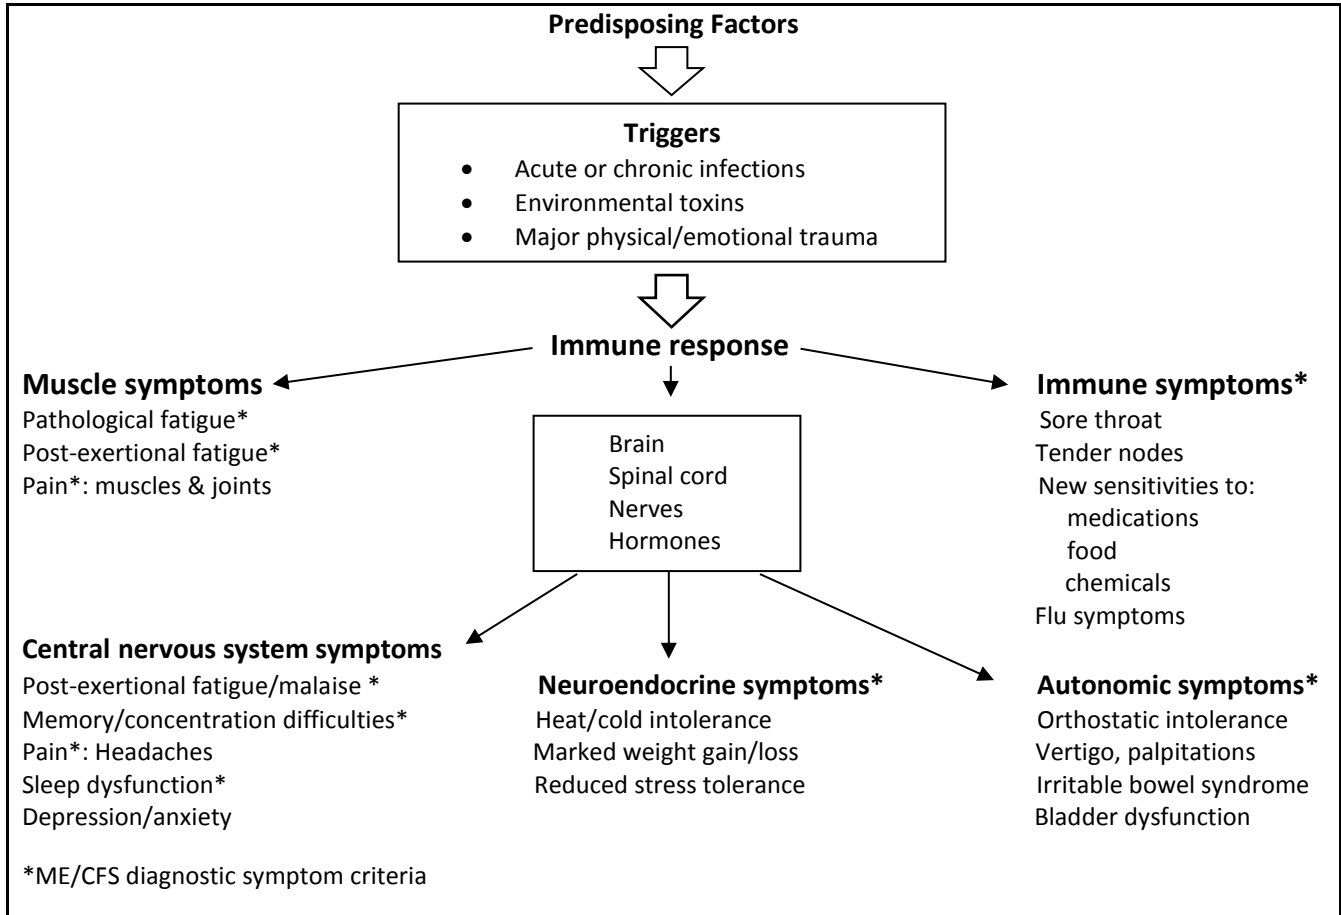 Predisposing Factors
Triggers
• Acute or chronic infections
• Environmental toxins
• Major physical/emotional trauma
Immune response
Muscle symptoms
Pathological fatigue*
Post-exertional fatigue*
Pain*: muscles & joints
Brain
Spinal cord
Nerves
Hormones
Immune symptoms*
Sore throat
Tender nodes
New sensitivities to:
medications
food
chemicals
Flu symptoms
Central nervous system symptoms
Post-exertional fatigue/malaise *
Memory/concentration difficulties*
Pain*: Headaches
Sleep dysfunction*
Depression/anxiety
Neuroendocrine symptoms*
Heat/cold intolerance
Marked weight gain/loss
Reduced stress tolerance
Autonomic symptoms*
Orthostatic intolerance
Vertigo, palpitations
Irritable bowel syndrome
Bladder dysfunction
*ME/CFS diagnostic symptom criteria